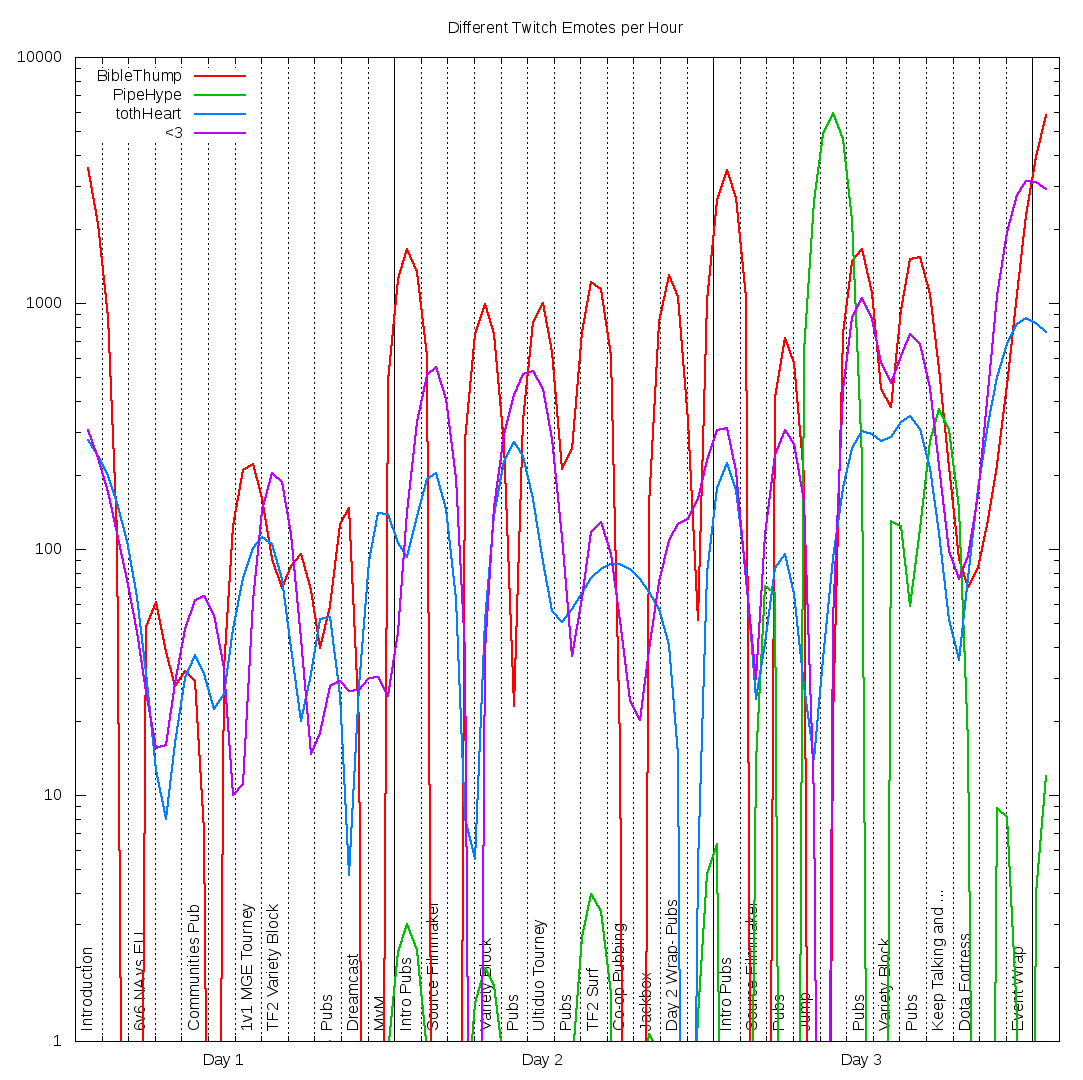 Different Twitch Emotes per Hour
10000
1000
100
10
1
BibleThump
PipeHype
tothHeart
<3
Introduction
6v6 NA vs EU
Communities Pub
1v1 MGE Tourney
TF2 Variety Block
Pubs
Dreamcast
MvM
Intro Pubs
Source Filmmaker
Variety Block
Pubs
Ultiduo Tourney
Pubs
TF2 Surf
Co-op Pubbing
Jackbox
Day 2 Wrap- Pubs
Intro Pubs
Source Filmmaker
Pubs
Jump
Pubs
Variety Block
Pubs
Keep Talking and ...
Dota Fortress
Event Wrap
Day 1
Day 2
Day 3